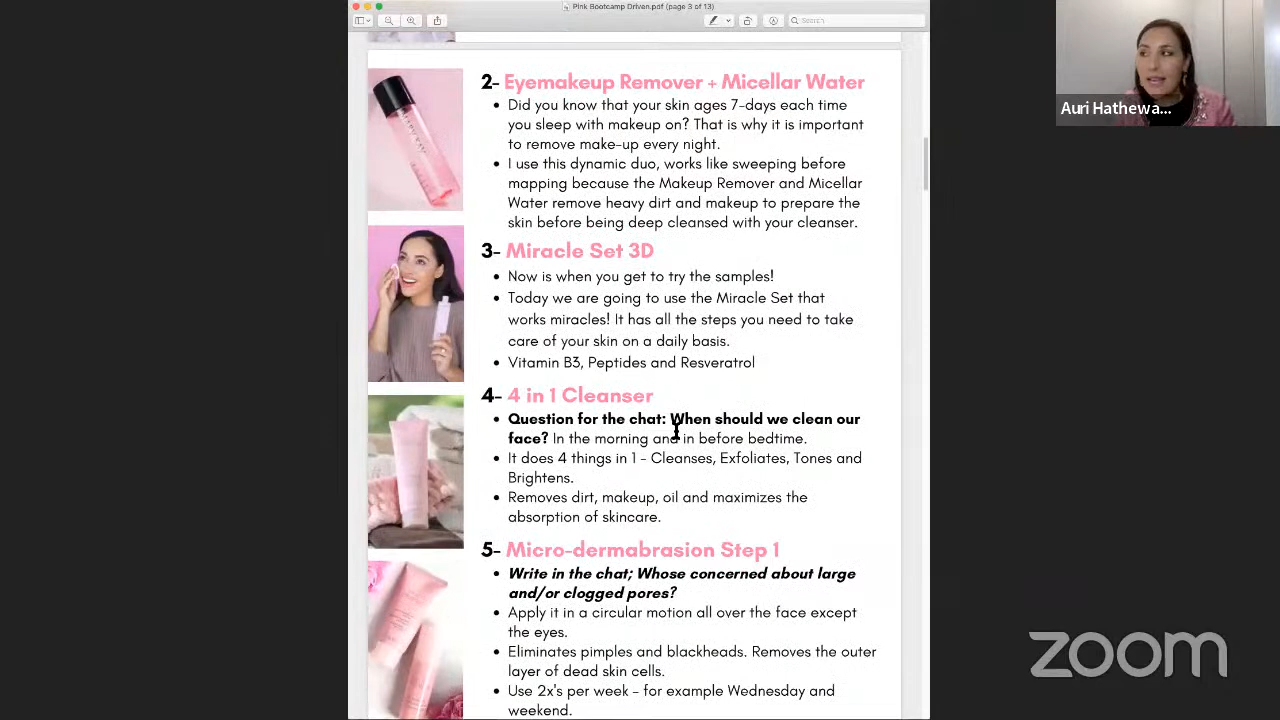 Pink Bootcamp Driven.pdf (page 3 of 13)
Search
2- Eyemakeup Remover + Micellar Water
Did you know that your skin ages 7-days each time
you sleep with makeup on? That is why it is important
to remove make-up every night.
I use this dynamic duo, works like sweeping before
mapping because the Makeup Remover and Micellar
Water remove heavy dirt and makeup to prepare the
skin before being deep cleansed with your cleanser.
3- Miracle Set 3D
Now is when you get to try the samples!
Today we are going to use the Miracle Set that
works miracles! It has all the steps you need to take
care of your skin on a daily basis.
Vitamin B3, Peptides and Resveratrol
4- 4 in 1 Cleanser
Question for the chat: When should we clean our
face? In the morning and in before bedtime.
It does 4 things in 1 - Cleanses, Exfoliates, Tones and
Brightens.
Removes dirt, makeup, oil and maximizes the
absorption of skincare.
5- Micro-dermabrasion Step 1
Write in the chat; Whose concerned about large
and/or clogged pores?
Apply it in a circular motion all over the face except
the eyes.
Eliminates pimples and blackheads. Removes the outer
layer of dead skin cells.
Use 2x's per week - for example Wednesday and
weekend.
Auri Hathewa...
zoom